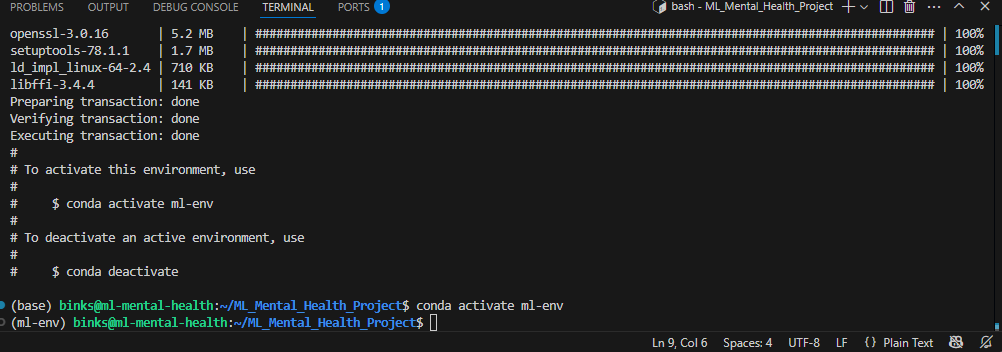 PROBLEMS OUTPUT DEBUG CONSOLE TERMINAL PORTS 1 bash - ML_Mental_Health_Project
openssl-3.0.16 | 5.2 MB | ##################################################################################################### | 100%
setuptools-78.1.1 | 1.7 MB | ##################################################################################################### | 100%
ld_impl_linux-64-2.4 | 710 KB | ##################################################################################################### | 100%
libffi-3.4.4 | 141 KB | ##################################################################################################### | 100%
Preparing transaction: done
Verifying transaction: done
Executing transaction: done
#
# To activate this environment, use
#
#     $ conda activate ml-env
#
# To deactivate an active environment, use
#
#     $ conda deactivate
(base) binks@ml-mental-health:~/ML_Mental_Health_Project$ conda activate ml-env
(ml-env) binks@ml-mental-health:~/ML_Mental_Health_Project$
Ln 9, Col 6 Spaces: 4 UTF-8 LF {} Plain Text